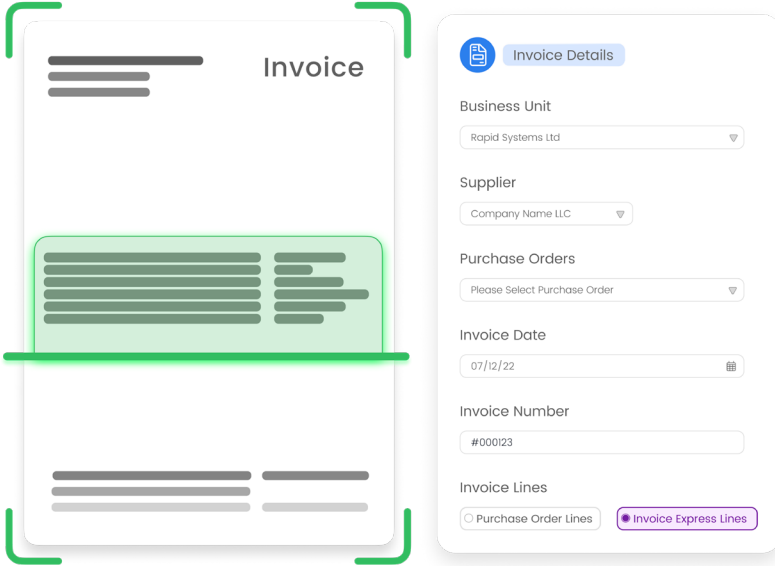 Invoice
Invoice Details
Business Unit
Rapid Systems Ltd
Supplier
Company Name LLC
Purchase Orders
Please Select Purchase Order
Invoice Date
07/12/22
Invoice Number
#000123
Invoice Lines
Purchase Order Lines
Invoice Express Lines